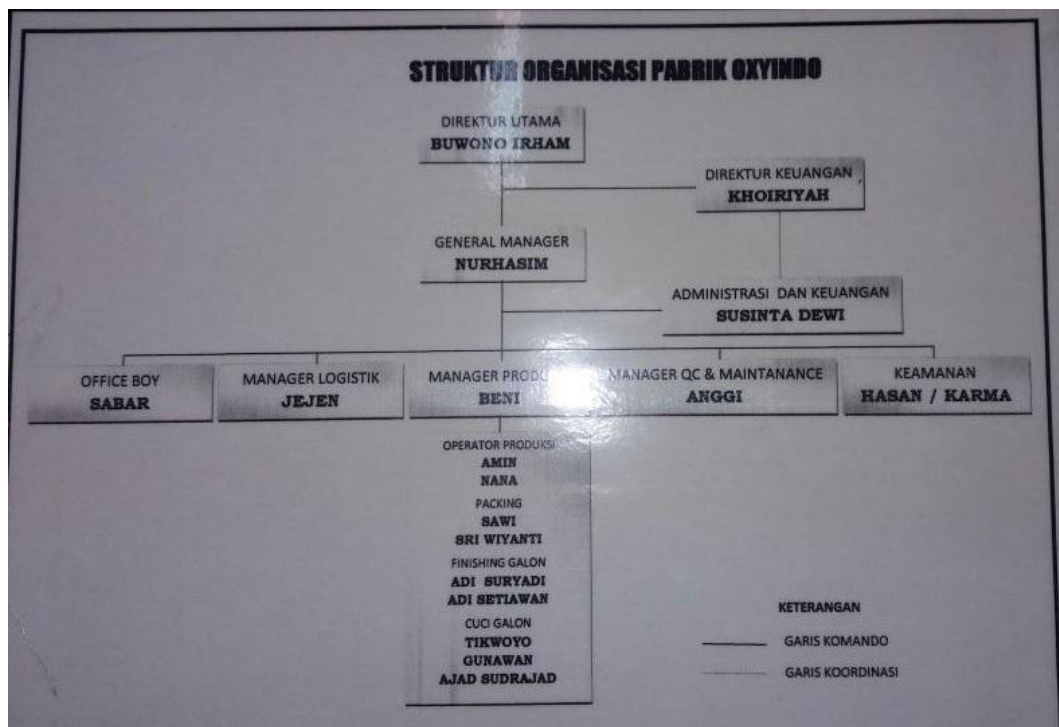 STRUKTUR ORGANISASI PABRIK OXYINDO
DIREKTUR UTAMA
BUWONO IRHAM
DIREKTUR KEUANGAN
KHOIRIYAH
GENERAL MANAGER
NURHASIM
ADMINISTRASI DAN KEUANGAN
SUSINTA DEWI
OFFICE BOY
SABAR
MANAGER LOGISTIK
JEJEN
MANAGER
BENI
MANAGER QC & MAINTANANCE
ANGGI
KEAMANAN
HASAN / KARMA
OPERATOR PRODUKSI
AMIN
NANA
PACKING
SAWI
SRI WIYANTI
FINISHING GALON
ADI SURYADI
ADI SETIAWAN
CUCI GALON
TIKWOYO
GUNAWAN
AJAD SUDRAJAD
KETERANGAN
GARIS KOMANDO
GARIS KOORDINASI